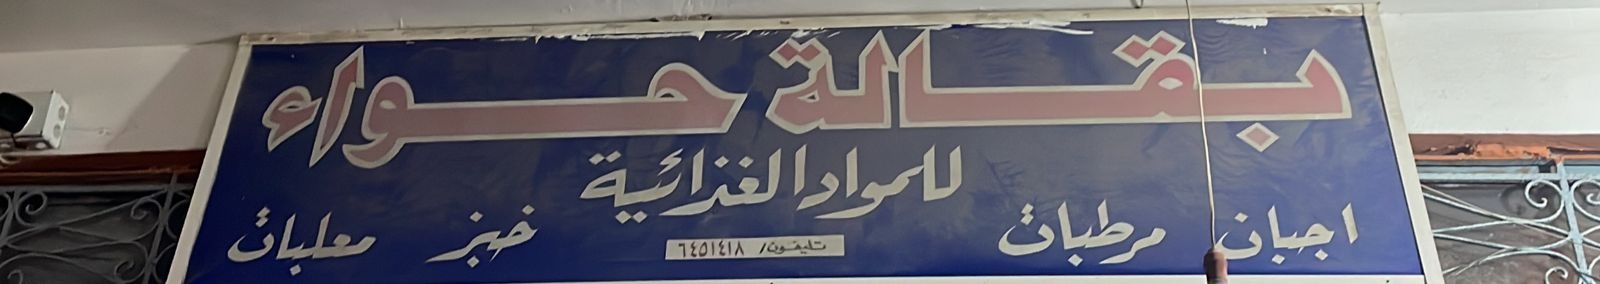 بقالة حواء
للمواد الغذائية
اجبان مرطبات خبز معلبات
تليفون/ ٦٤٥١٤١٨